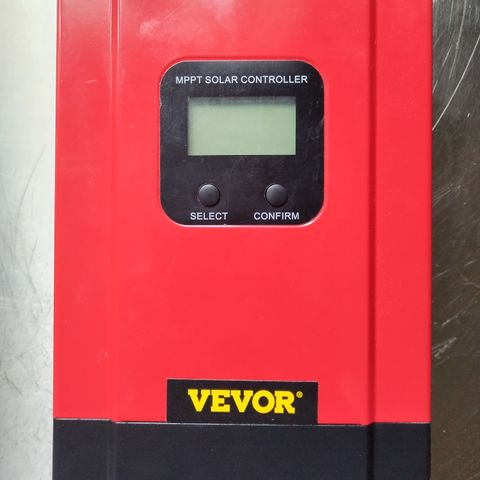 MPPT SOLAR CONTROLLER
SELECT CONFIRM
VEVOR®